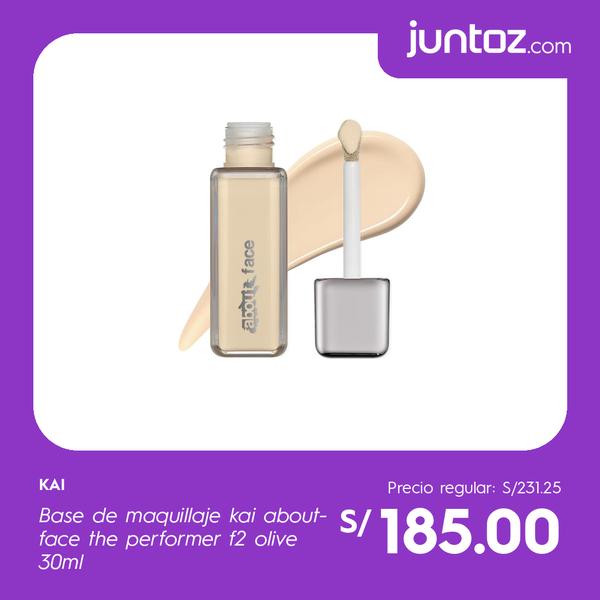 juntoz.com
about-face
KAI
Base de maquillaje kai about-
face the performer f2 olive
30ml
Precio regular: S/231.25
S/185.00